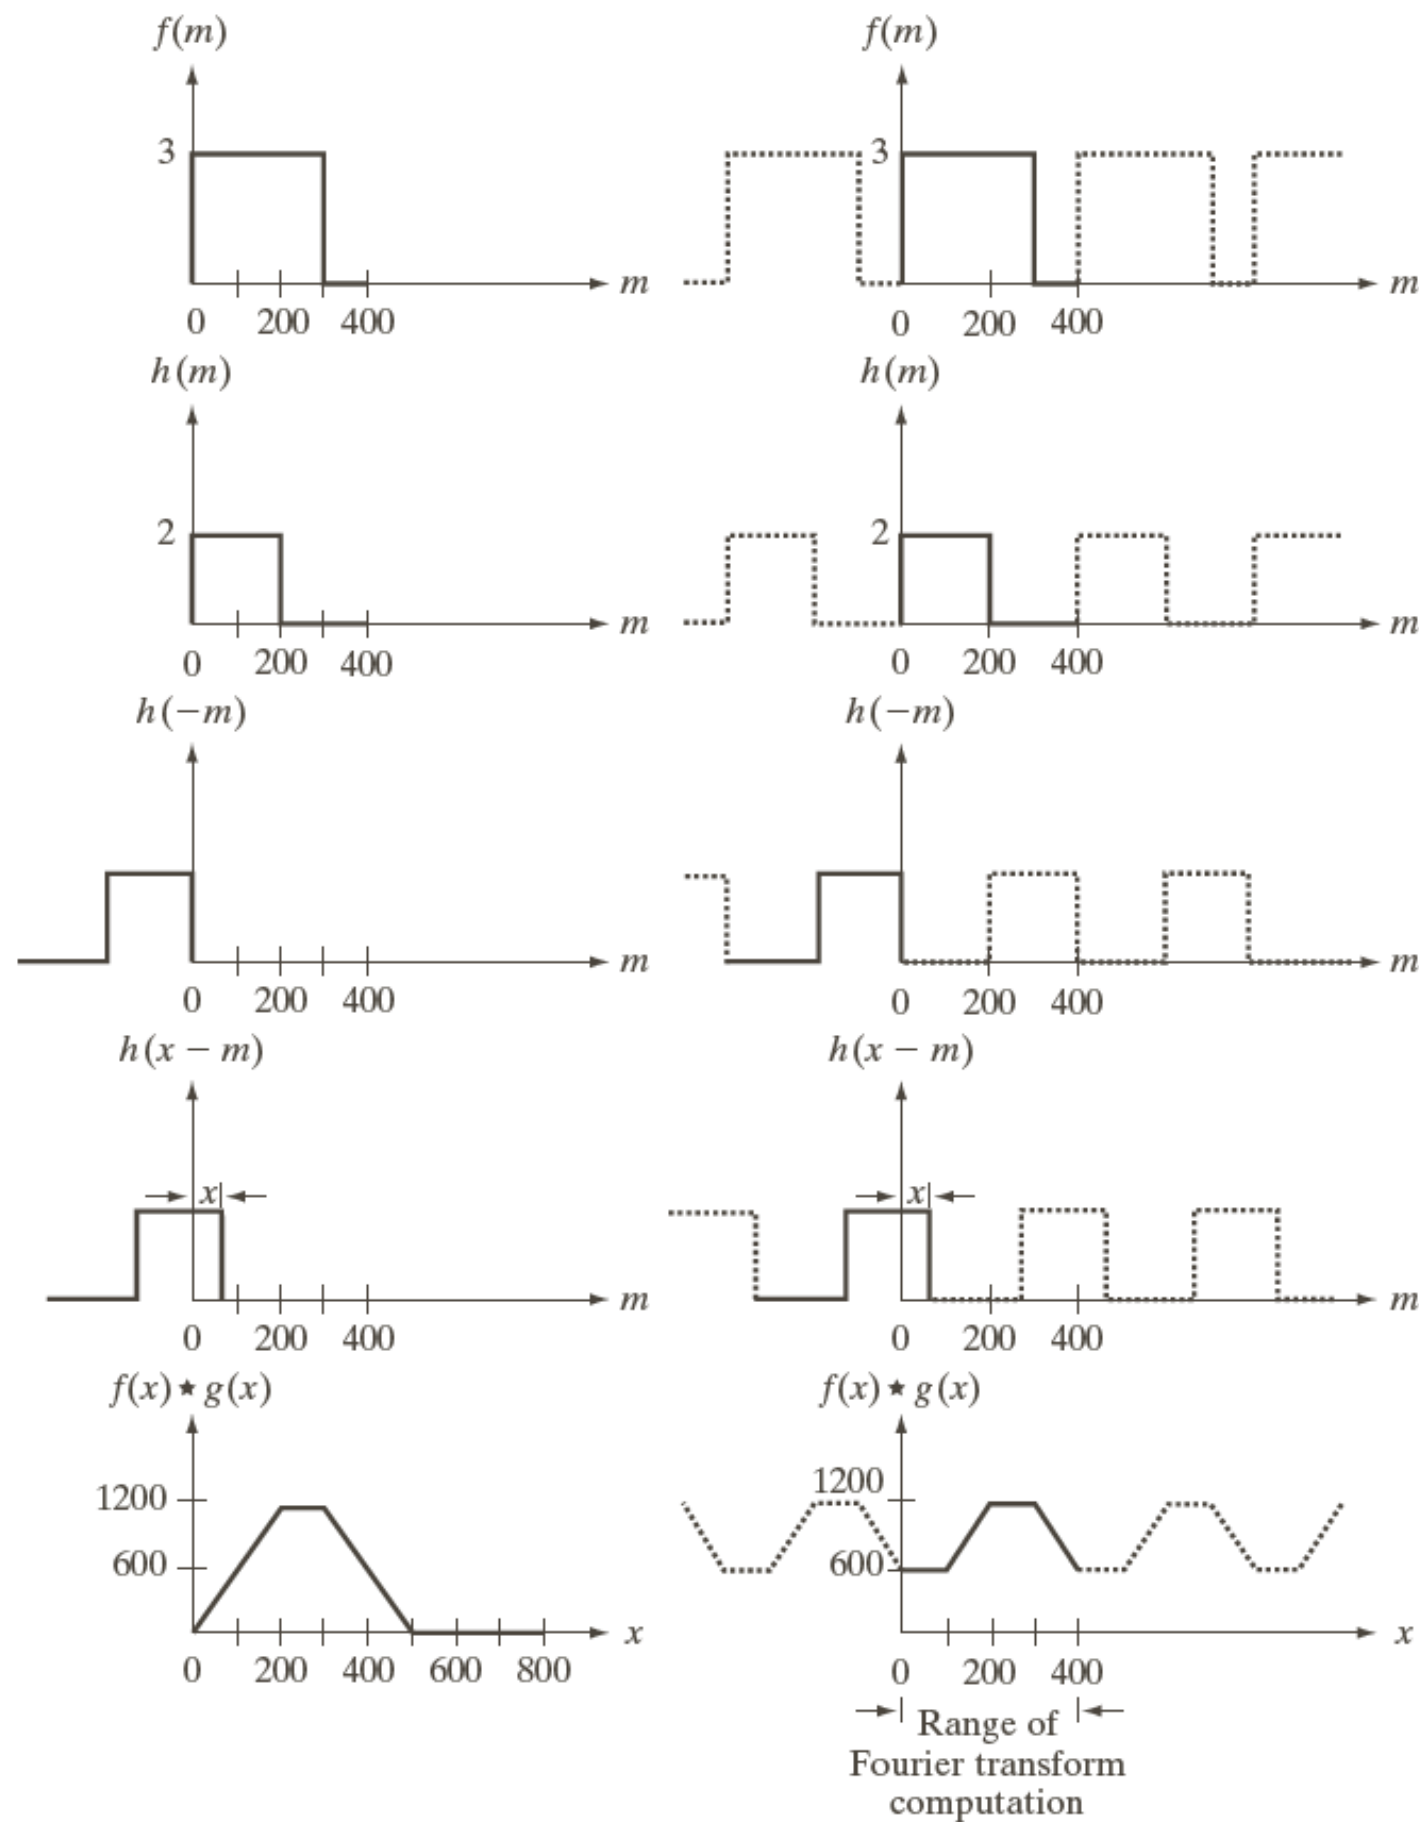 f(m)
3
0 200 400 m
h(m)
2
0 200 400 m
h(−m)
0 200 400 m
h(x − m)
x
0 200 400 m
f(x) ★ g(x)
1200
600
0 200 400 600 800 x
f(m)
3
0 200 400 m
h(m)
2
0 200 400 m
h(−m)
0 200 400 m
h(x − m)
x
0 200 400 m
f(x) ★ g(x)
1200
600
0 200 400 x
Range of
Fourier transform
computation